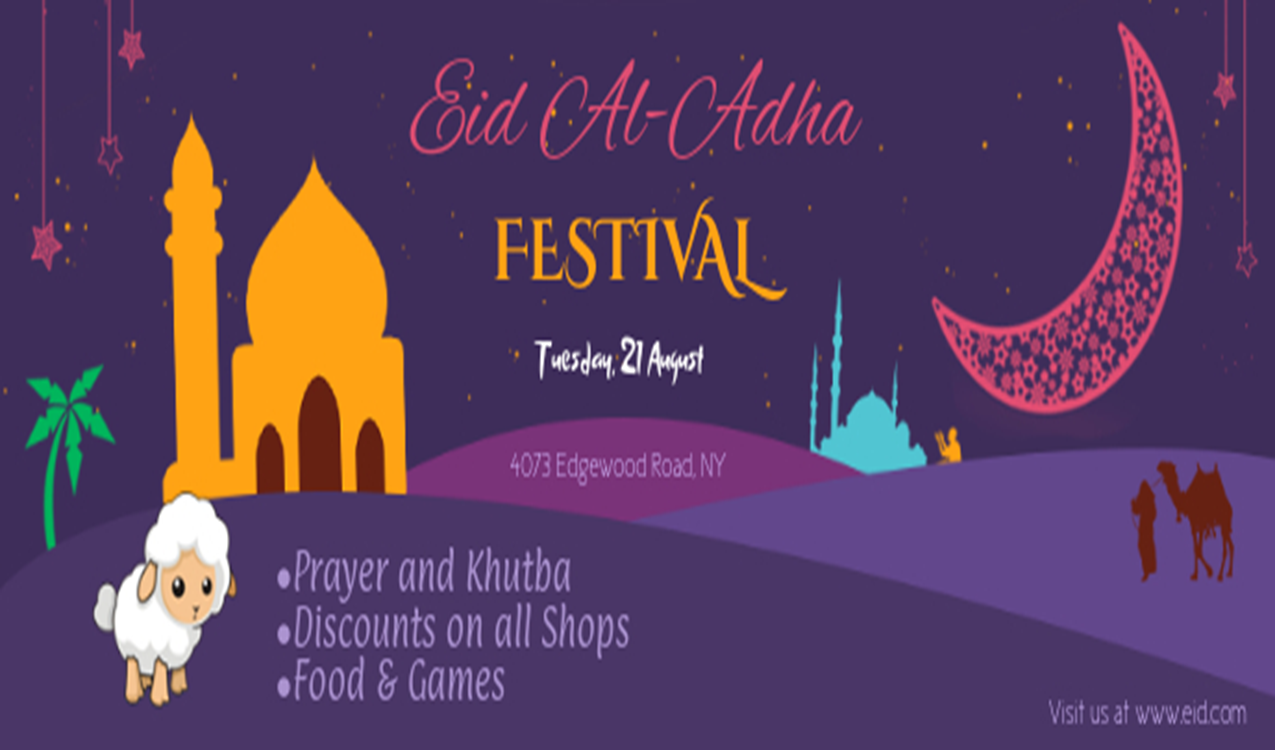 Eid Al-Adha
FESTIVAL
Tuesday, 21 August
4073 Edgewood Road, NY
•Prayer and Khutba
•Discounts on all Shops
•Food & Games
Visit us at www.eid.com